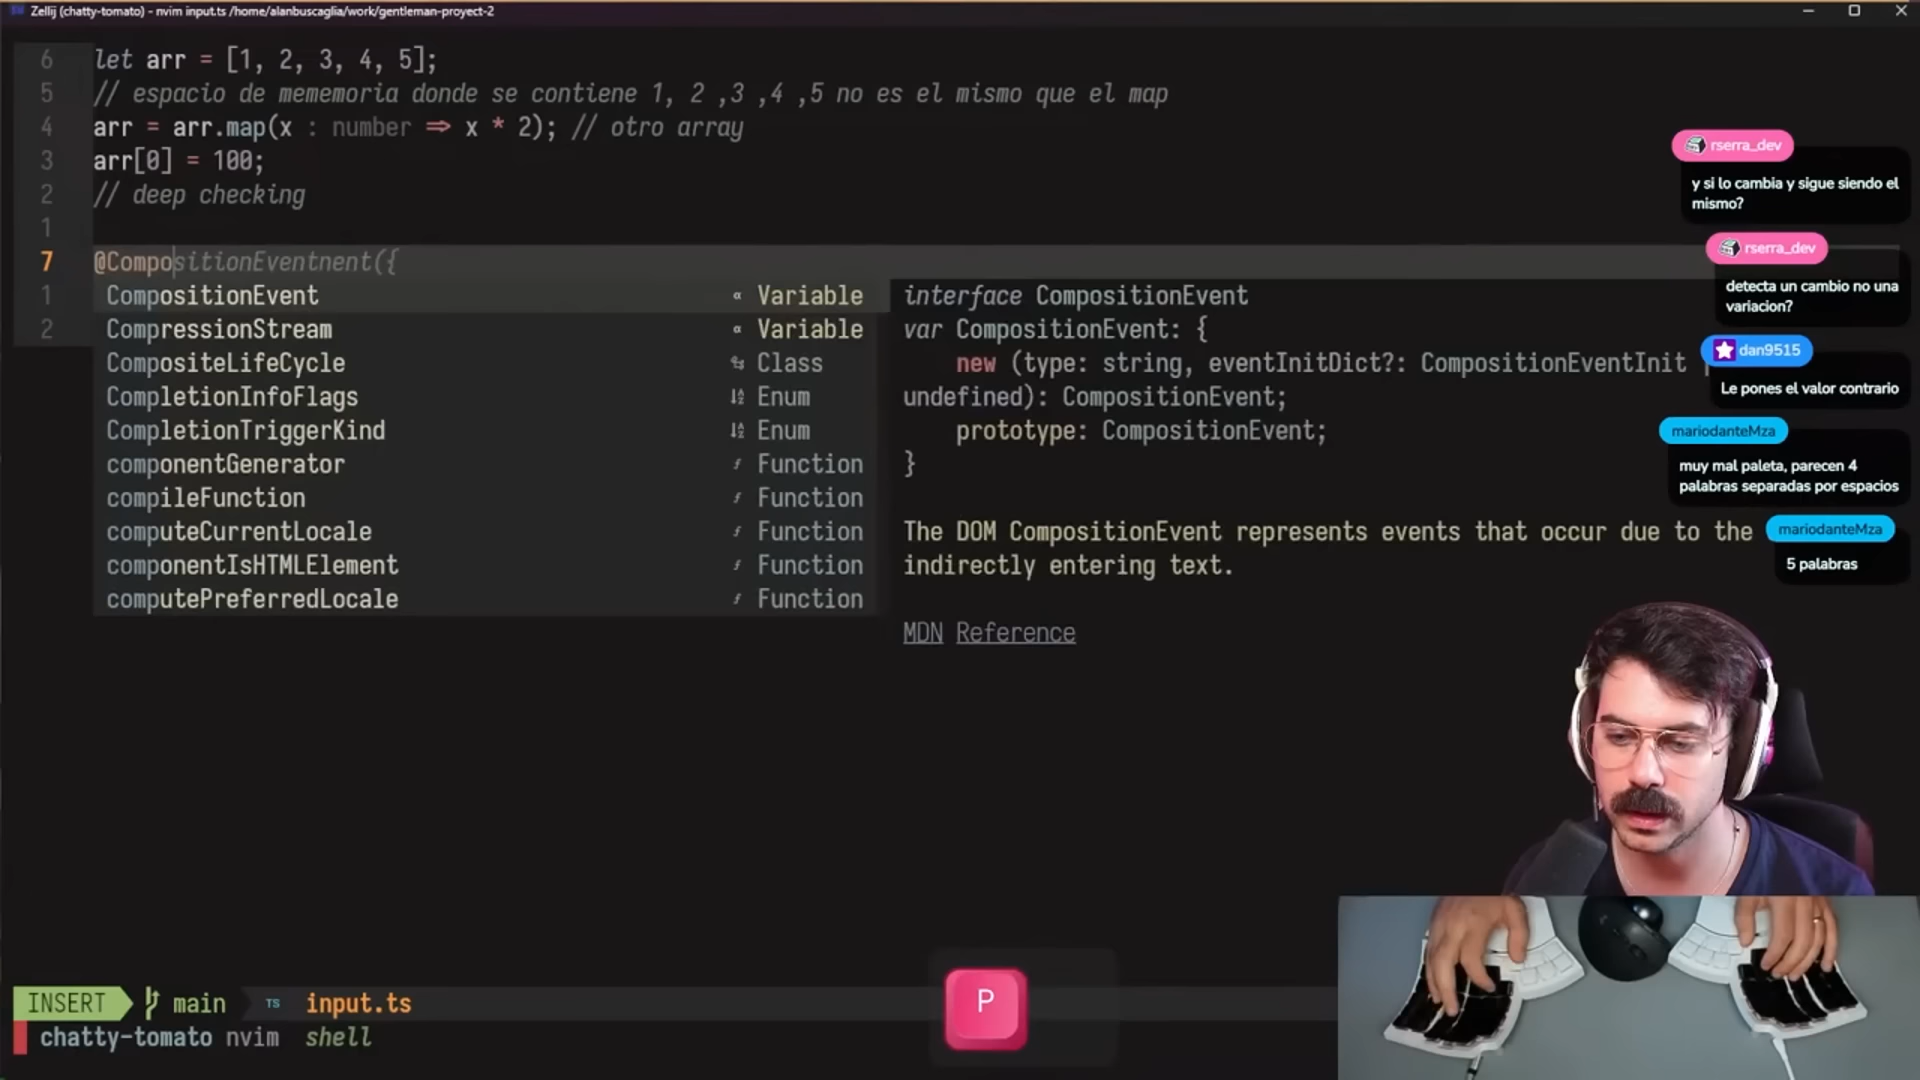 Zellij (chatty-tomato) - nvim input.ts /home/alanbuscaglia/work/gentleman-proyect-2
6 let arr = [1, 2, 3, 4, 5];
5 // espacio de mememoria donde se contiene 1, 2 ,3 ,4 ,5 no es el mismo que el map
4 arr = arr.map(x : number => x * 2); // otro array
3 arr[0] = 100;
2 // deep checking
1
7 @CompositionEventnent({
1 CompositionEvent Variable
2 CompressionStream Variable
CompositeLifeCycle Class
CompletionInfoFlags Enum
CompletionTriggerKind Enum
componentGenerator Function
compileFunction Function
computeCurrentLocale Function
componentIsHTMLElement Function
computePreferredLocale Function
interface CompositionEvent
var CompositionEvent: {
new (type: string, eventInitDict?: CompositionEventInit |
undefined): CompositionEvent;
prototype: CompositionEvent;
}
The DOM CompositionEvent represents events that occur due to the
indirectly entering text.
MDN Reference
rserra_dev
y si lo cambia y sigue siendo el
mismo?
rserra_dev
detecta un cambio no una
variacion?
dan9515
Le pones el valor contrario
mariodanteMza
muy mal paleta, parecen 4
palabras separadas por espacios
mariodanteMza
5 palabras
P
INSERT main TS input.ts
chatty-tomato nvim shell